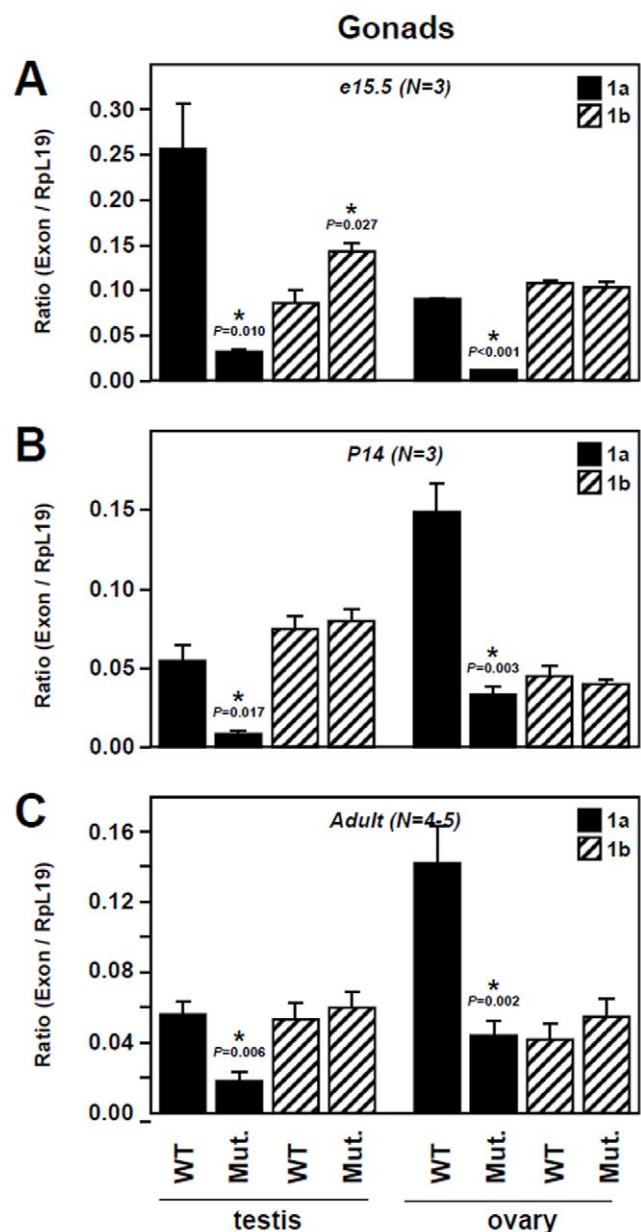 Gonads
A
e15.5 (N=3)
1a
1b
Ratio (Exon / RpL19)
0.30
0.25
0.20
0.15
0.10
0.05
0.00
*
P=0.010
*
P=0.027
*
P<0.001
B
P14 (N=3)
1a
1b
Ratio (Exon / RpL19)
0.15
0.10
0.05
0.00
*
P=0.017
*
P=0.003
C
Adult (N=4-5)
1a
1b
Ratio (Exon / RpL19)
0.16
0.12
0.08
0.04
0.00
*
P=0.006
*
P=0.002
WT Mut. WT Mut. WT Mut. WT Mut.
testis ovary